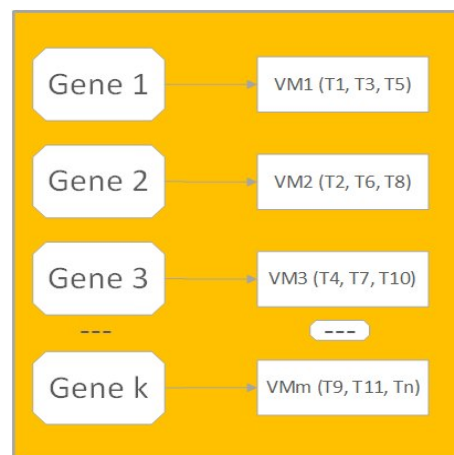 Gene 1
VM1 (T1, T3, T5)
Gene 2
VM2 (T2, T6, T8)
Gene 3
VM3 (T4, T7, T10)
---
---
Gene k
VMm (T9, T11, Tn)